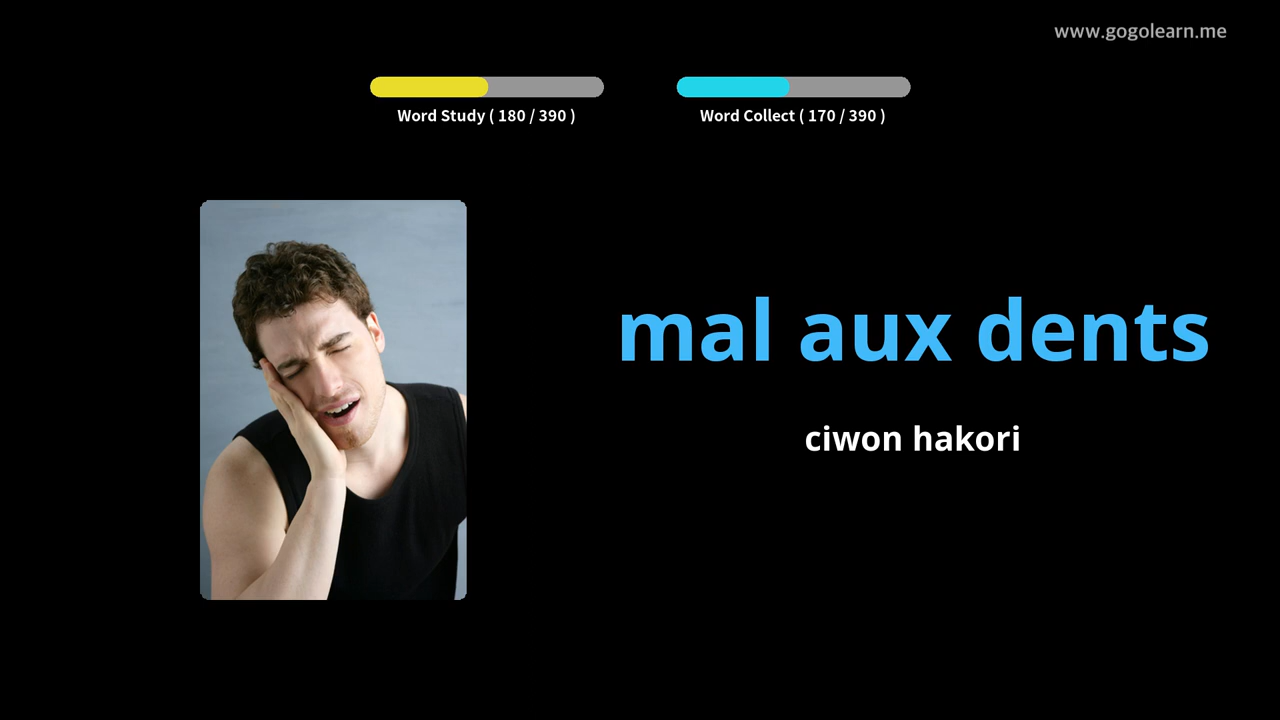 www.gogolearn.me
Word Study ( 180 / 390 )
Word Collect ( 170 / 390 )
mal aux dents
ciwon hakori